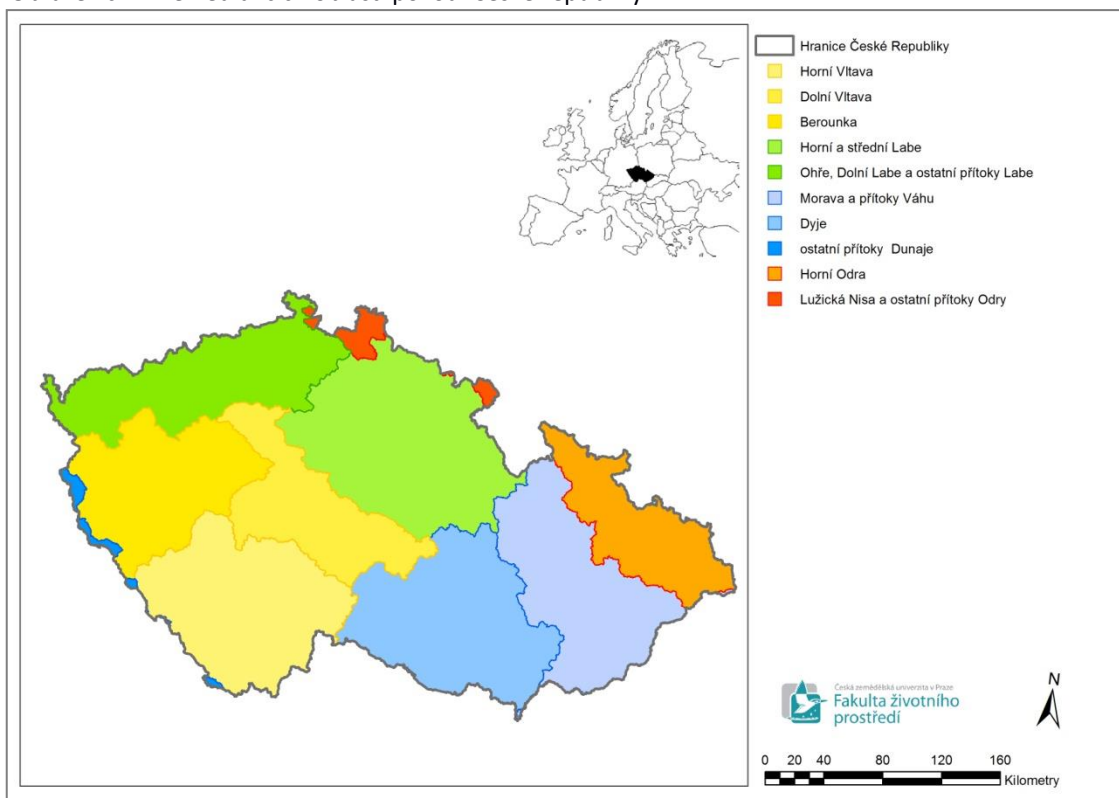 Hranice České Republiky
Horní Vltava
Dolní Vltava
Berounka
Horní a střední Labe
Ohře, Dolní Labe a ostatní přítoky Labe
Morava a přítoky Váhu
Dyje
ostatní přítoky Dunaje
Horní Odra
Lužická Nisa a ostatní přítoky Odry
Česká zemědělská univerzita v Praze
Fakulta životního
prostředí
N
0 20 40 80 120 160
Kilometry